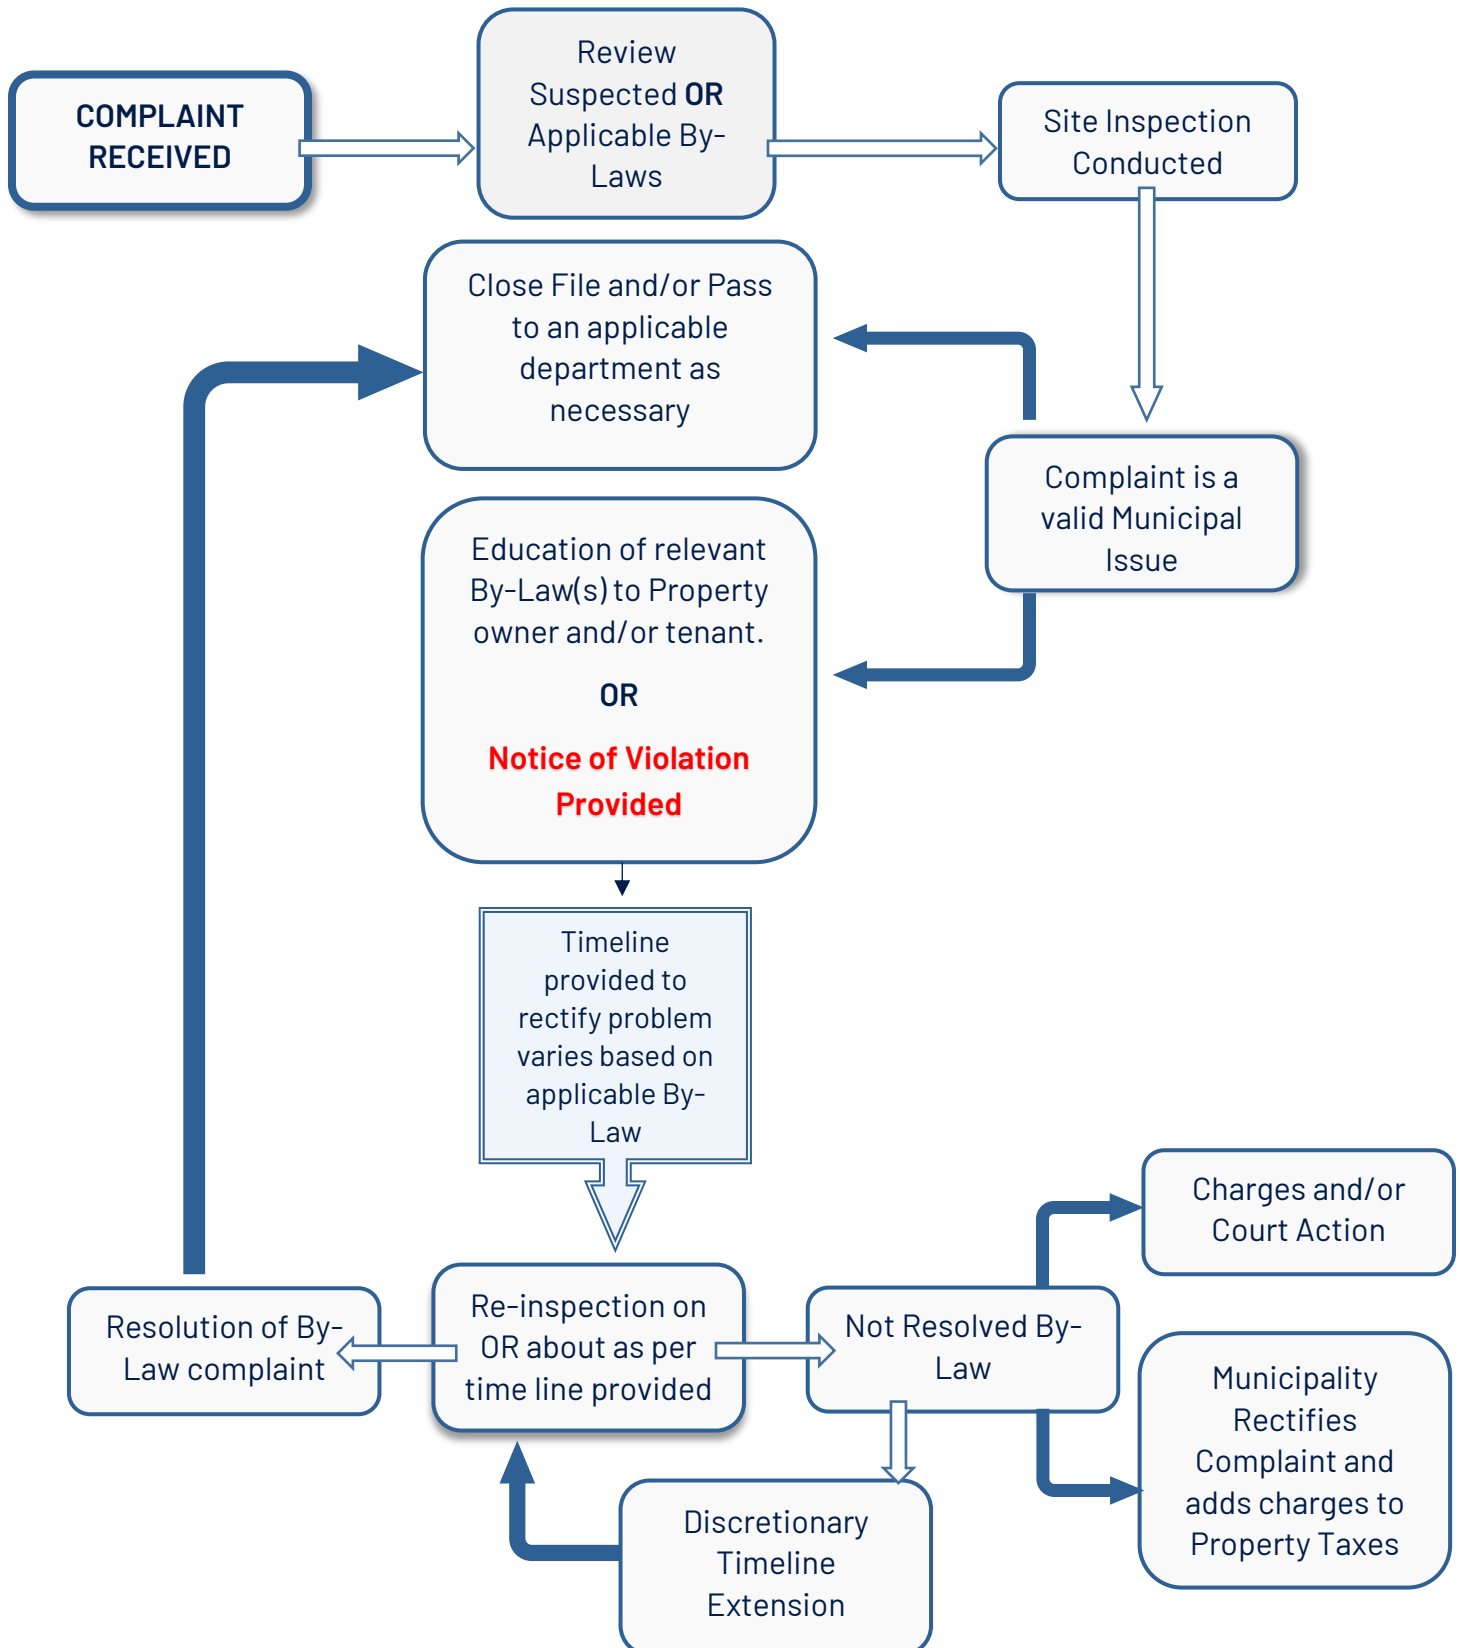 COMPLAINT
RECEIVED
Review
Suspected OR
Applicable By-
Laws
Site Inspection
Conducted
Close File and/or Pass
to an applicable
department as
necessary
Complaint is a
valid Municipal
Issue
Education of relevant
By-Law(s) to Property
owner and/or tenant.
OR
Notice of Violation
Provided
Timeline
provided to
rectify problem
varies based on
applicable By-
Law
Resolution of By-
Law complaint
Re-inspection on
OR about as per
time line provided
Not Resolved By-
Law
Charges and/or
Court Action
Municipality
Rectifies
Complaint and
adds charges to
Property Taxes
Discretionary
Timeline
Extension